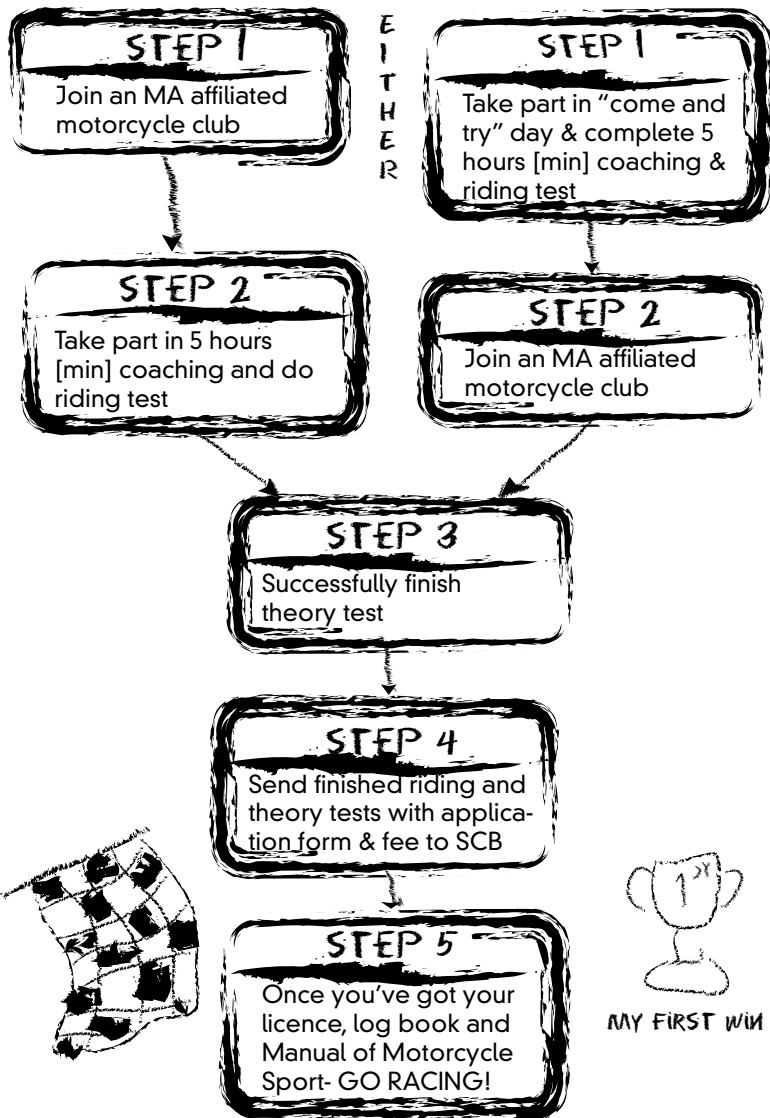 STEP 1
Join an MA affiliated
motorcycle club
EITHER
STEP 1
Take part in “come and
try” day & complete 5
hours [min] coaching &
riding test
STEP 2
Take part in 5 hours
[min] coaching and do
riding test
STEP 2
Join an MA affiliated
motorcycle club
STEP 3
Successfully finish
theory test
STEP 4
Send finished riding and
theory tests with applica-
tion form & fee to SCB
STEP 5
Once you’ve got your
licence, log book and
Manual of Motorcycle
Sport- GO RACING!
1st
MY FIRST WIN